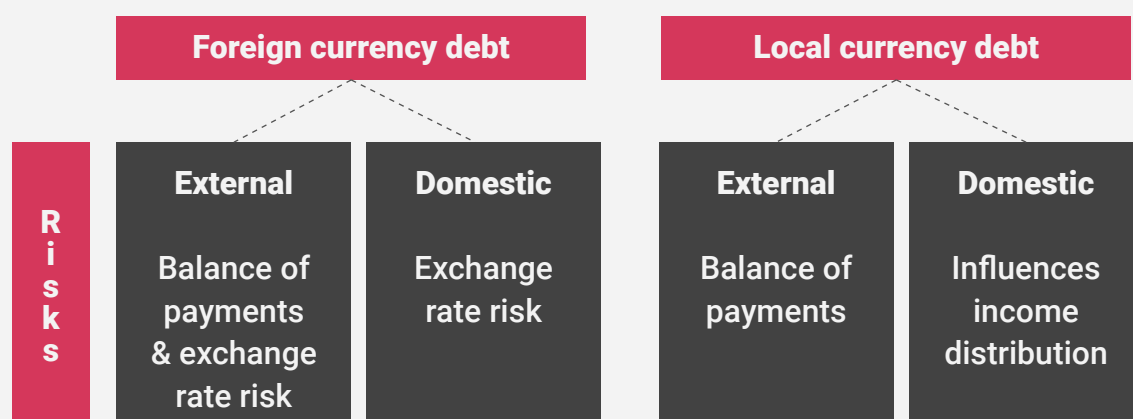 Foreign currency debt
Local currency debt
Risks
External
Balance of
payments
& exchange
rate risk
Domestic
Exchange
rate risk
External
Balance of
payments
Domestic
Influences
income
distribution